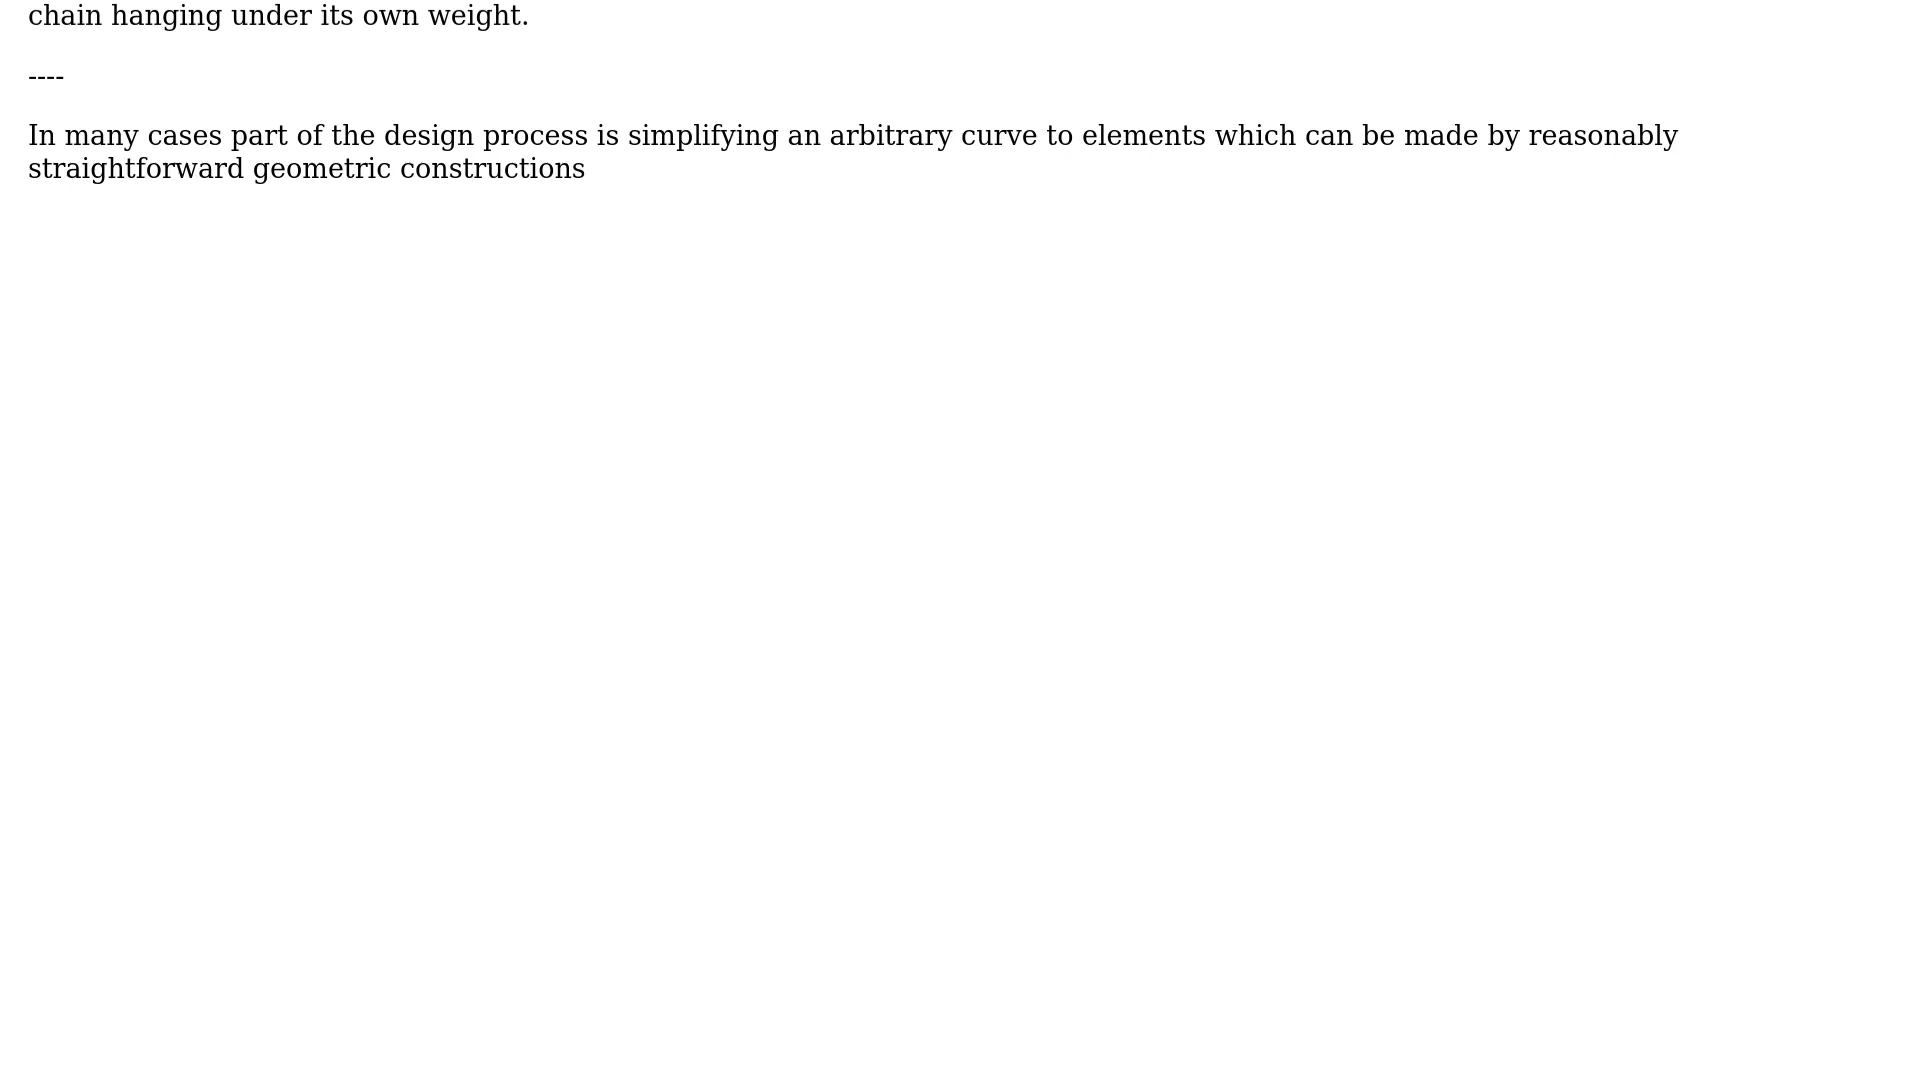 chain hanging under its own weight.
----
In many cases part of the design process is simplifying an arbitrary curve to elements which can be made by reasonably
straightforward geometric constructions